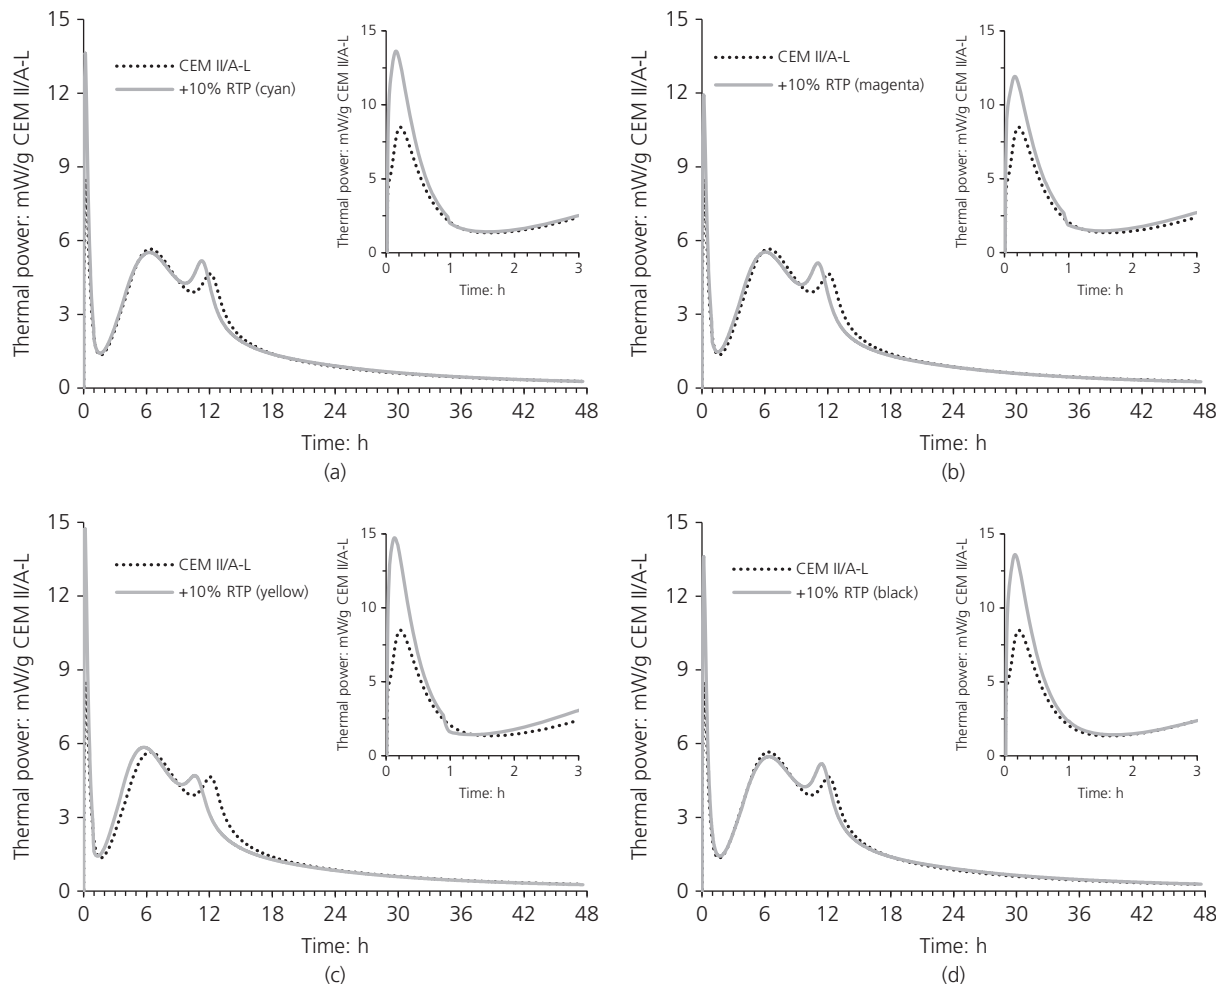 Thermal power: mW/g CEM II/A-L
15
12
9
6
3
0
CEM II/A-L
+10% RTP (cyan)
Thermal power: mW/g CEM II/A-L
15
10
5
0
0 1 2 3
Time: h
0 6 12 18 24 30 36 42 48
Time: h
(a)
Thermal power: mW/g CEM II/A-L
15
12
9
6
3
0
CEM II/A-L
+10% RTP (magenta)
Thermal power: mW/g CEM II/A-L
15
10
5
0
0 1 2 3
Time: h
0 6 12 18 24 30 36 42 48
Time: h
(b)
Thermal power: mW/g CEM II/A-L
15
12
9
6
3
0
CEM II/A-L
+10% RTP (yellow)
Thermal power: mW/g CEM II/A-L
15
10
5
0
0 1 2 3
Time: h
0 6 12 18 24 30 36 42 48
Time: h
(c)
Thermal power: mW/g CEM II/A-L
15
12
9
6
3
0
CEM II/A-L
+10% RTP (black)
Thermal power: mW/g CEM II/A-L
15
10
5
0
0 1 2 3
Time: h
0 6 12 18 24 30 36 42 48
Time: h
(d)